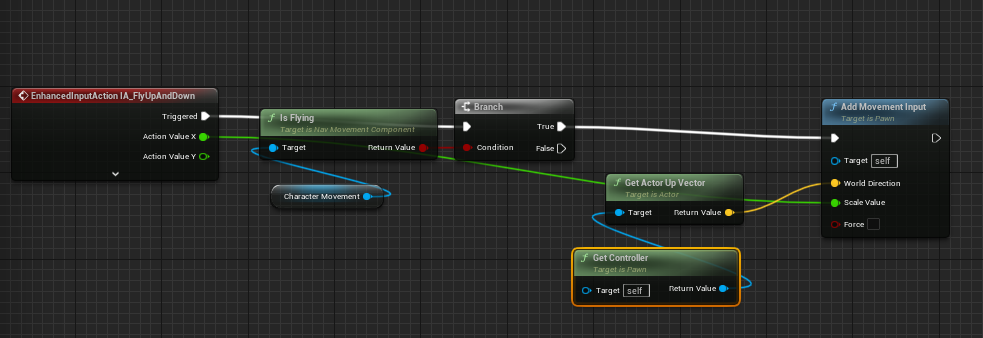 EnhancedInputAction IA_FlyUpAndDown
Triggered
Action Value X
Action Value Y
Is Flying
Target is Nav Movement Component
Target
Return Value
Character Movement
Branch
True
Condition
False
Get Actor Up Vector
Target is Actor
Target
Return Value
Get Controller
Target is Pawn
Target
self
Return Value
Add Movement Input
Target is Pawn
Target
self
World Direction
Scale Value
Force